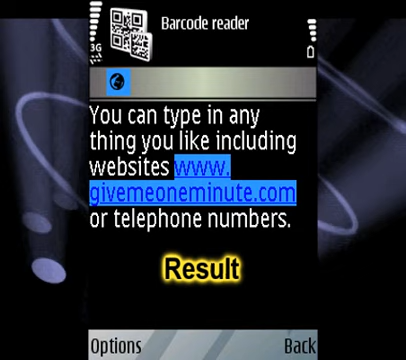 Barcode reader
3G
You can type in any
thing you like including
websites www.
givemeoneminute.com
or telephone numbers.
Result
Options Back